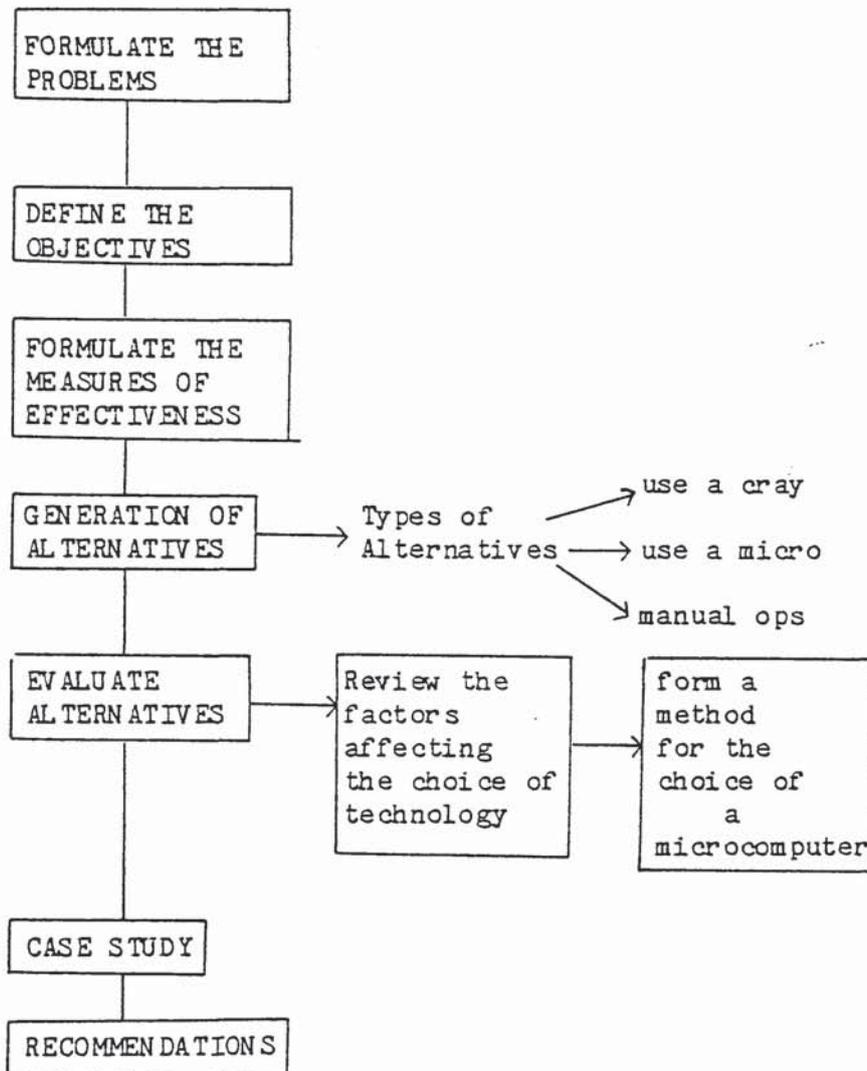 FORMULATE THE
PROBLEMS
DEFINE THE
OBJECTIVES
FORMULATE THE
MEASURES OF
EFFECTIVENESS
GENERATION OF
ALTERNATIVES
Types of
Alternatives
use a cray
use a micro
manual ops
EVALUATE
ALTERNATIVES
Review the
factors
affecting
the choice of
technology
form a
method
for the
choice of
a
microcomputer
CASE STUDY
RECOMMENDATIONS